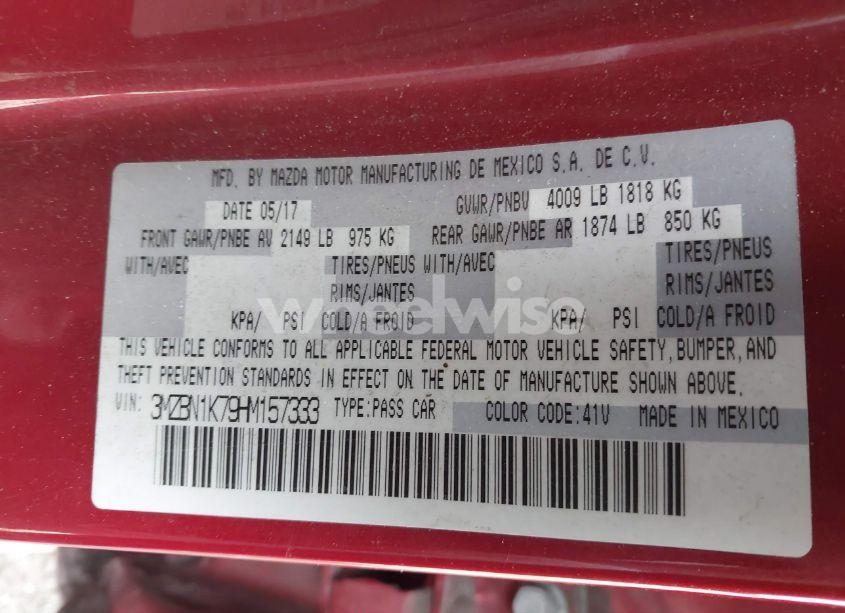 MFD. BY MAZDA MOTOR MANUFACTURING DE MEXICO S.A. DE C.V.
DATE 05/17 GVWR/PNBV 4009 LB 1818 KG
FRONT GAWR/PNBE AV 2149 LB 975 KG REAR GAWR/PNBE AR 1874 LB 850 KG
WITH/AVEC TIRES/PNEUS WITH/AVEC TIRES/PNEUS
RIMS/JANTES RIMS/JANTES
wheelwise
KPA/ PSI COLD/A FROID KPA/ PSI COLD/A FROID
THIS VEHICLE CONFORMS TO ALL APPLICABLE FEDERAL MOTOR VEHICLE SAFETY, BUMPER, AND
THEFT PREVENTION STANDARDS IN EFFECT ON THE DATE OF MANUFACTURE SHOWN ABOVE.
VIN: 3MZBN1K79HM157333 TYPE:PASS CAR COLOR CODE:41V MADE IN MEXICO